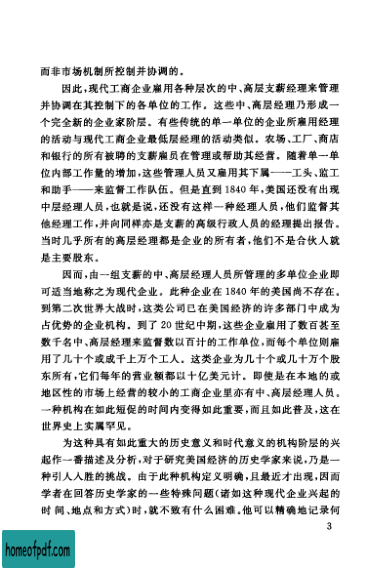 而非市场机制所控制并协调的。
因此，现代工商企业雇用各种层次的中、高层支薪经理来管理
并协调在其控制下的各单位的工作。这些中、高层经理乃形成一
个完全新的企业家阶层。有些传统的单一单位的企业所雇用经理
的活动与现代工商企业最低层经理的活动类似。农场、工厂、商店
和银行的所有被聘的支薪雇员在管理或帮助其经营。随着单一单
位内部工作量的增加，这些管理人员又雇用其下属——工头、监工
和助手——来监督工作队伍。但是直到1840年，美国还没有出现
中层经理人员，也就是说，还没有这样一种经理人员，他们监督其
他经理工作，并向同样亦是支薪的高级行政人员的经理提出报告。
当时几乎所有的高层经理都是企业的所有者，他们不是合伙人就
是主要股东。
因而，由一组支薪的中、高层经理人员所管理的多单位企业即
可适当地称之为现代企业。此种企业在1840年的美国尚不存在。
到第二次世界大战时，这类公司已在美国经济的许多部门中成为
占优势的企业机构。到了20世纪中期，这些企业雇用了数百甚至
数千名中、高层经理来监督数以百计的工作单位，而每个单位则雇
用了几十个或成千上万个工人。这类企业为几十个或几十万个股
东所有，它们每年的营业额都以十亿美元计。即使是在本地的或
地区性的市场上经营的较小的工商企业里亦有中、高层经理人员。
一种机构在如此短促的时间内变得如此重要，而且如此普及，这在
世界史上实属罕见。
为这种具有如此重大的历史意义和时代意义的机构阶层的兴
起作一番描述及分析，对于研究美国经济的历史学家来说，乃是一
种引人入胜的挑战。由于此种机构定义明确，且最近才出现，因而
学者在回答历史学家的一些特殊问题（诸如这种现代企业兴起的
时间、地点和方式）时，就不致有什么困难。他可以精确地记录何
3
homeofpdf.com